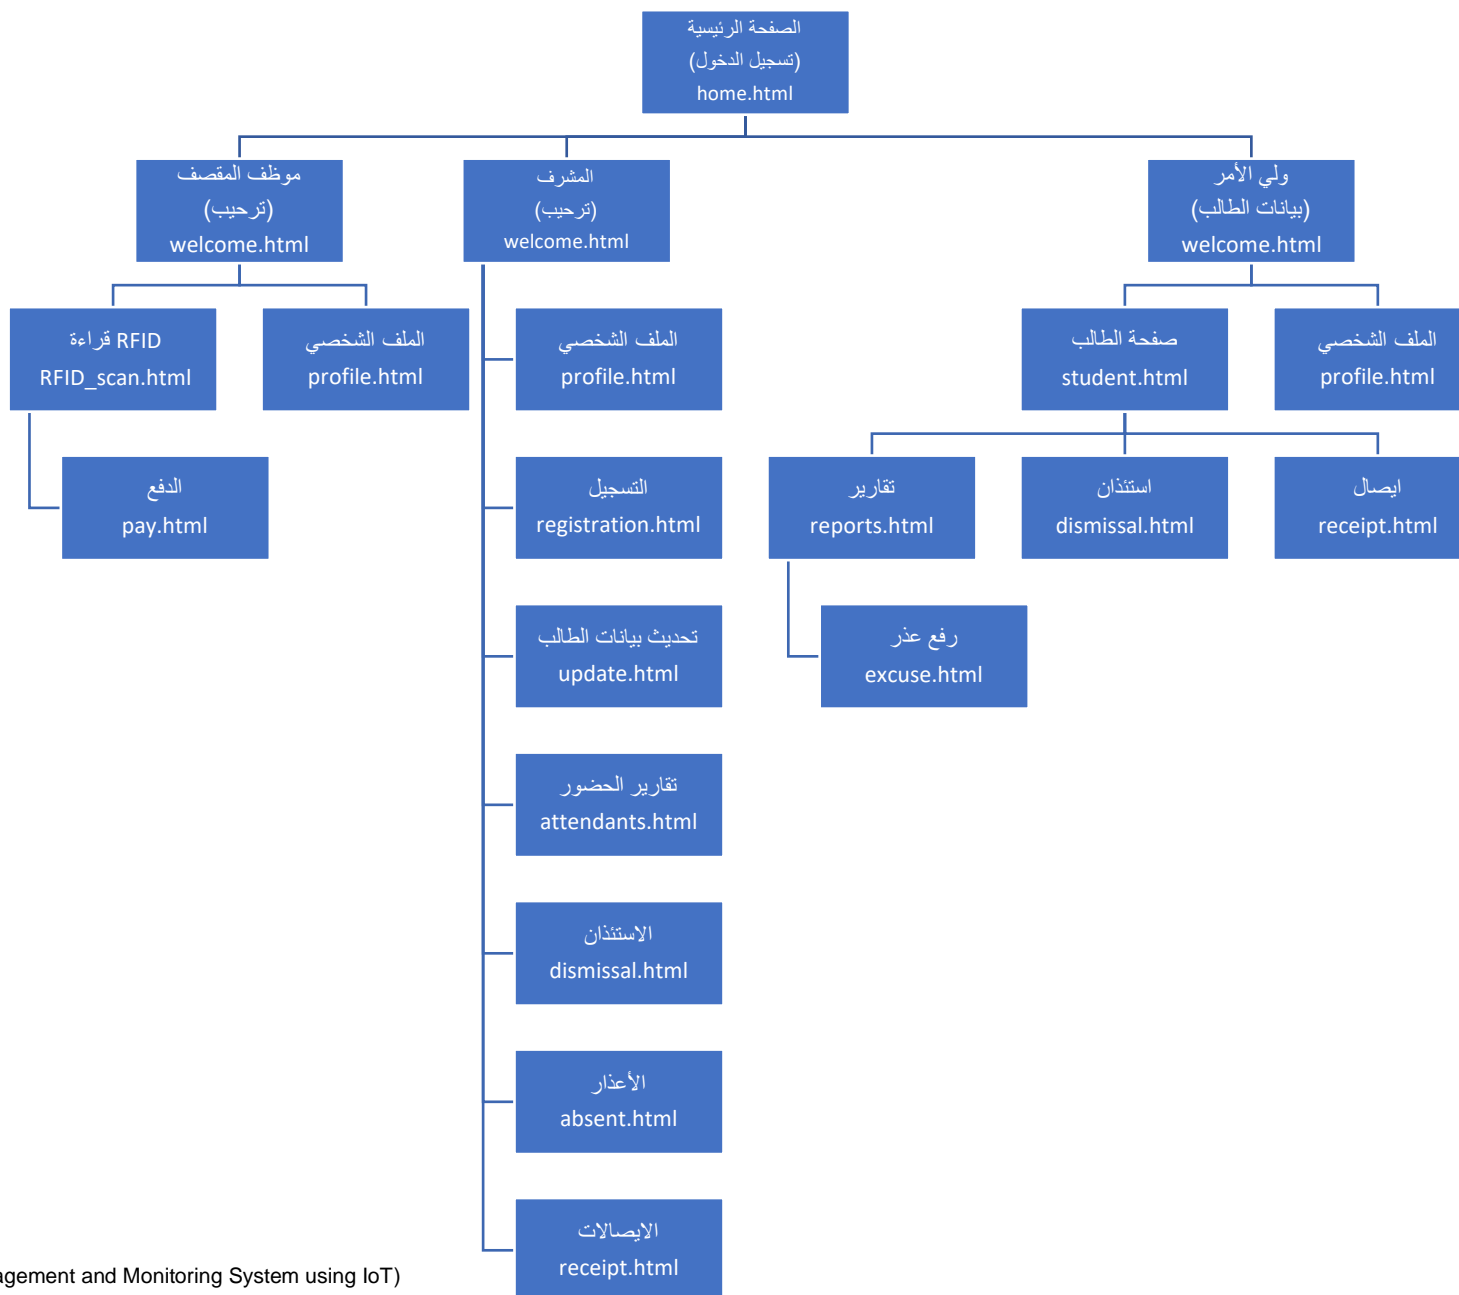 الصفحة الرئيسية
(تسجيل الدخول)
home.html
موظف المقصف
(ترحيب)
welcome.html
المشرف
(ترحيب)
welcome.html
ولي الأمر
(بيانات الطالب)
welcome.html
RFID قراءة
RFID_scan.html
الملف الشخصي
profile.html
الملف الشخصي
profile.html
صفحة الطالب
student.html
الملف الشخصي
profile.html
الدفع
pay.html
التسجيل
registration.html
تقارير
reports.html
استئذان
dismissal.html
ايصال
receipt.html
تحديث بيانات الطالب
update.html
رفع عذر
excuse.html
تقارير الحضور
attendants.html
الاستئذان
dismissal.html
الأعذار
absent.html
الايصالات
receipt.html
agement and Monitoring System using IoT)